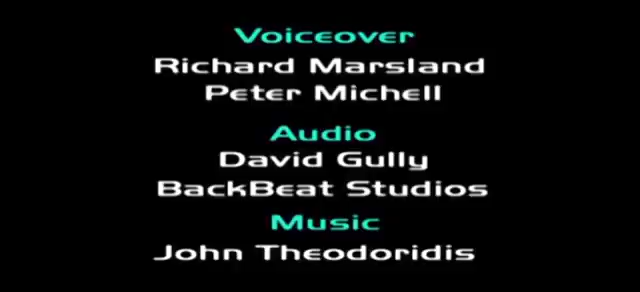 Voiceover
Richard Marsland
Peter Michell
Audio
David Gully
BackBeat Studios
Music
John Theodoridis